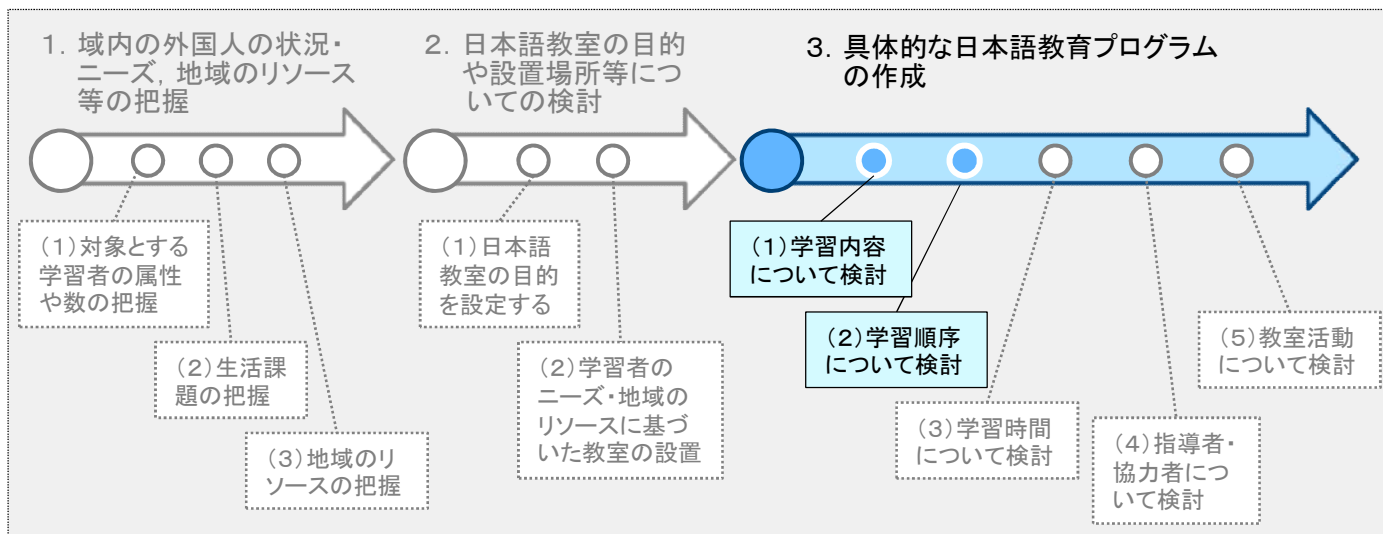 1．域内の外国人の状況・
ニーズ，地域のリソース
等の把握
2．日本語教室の目的
や設置場所等につ
いての検討
3．具体的な日本語教育プログラム
の作成
（1）対象とする
学習者の属性
や数の把握
（2）生活課
題の把握
（3）地域のリ
ソースの把握
（1）日本語
教室の目的
を設定する
（2）学習者の
ニーズ・地域の
リソースに基づ
いた教室の設置
（1）学習内容
について検討
（2）学習順序
について検討
（3）学習時間
について検討
（4）指導者・
協力者につ
いて検討
（5）教室活動
について検討